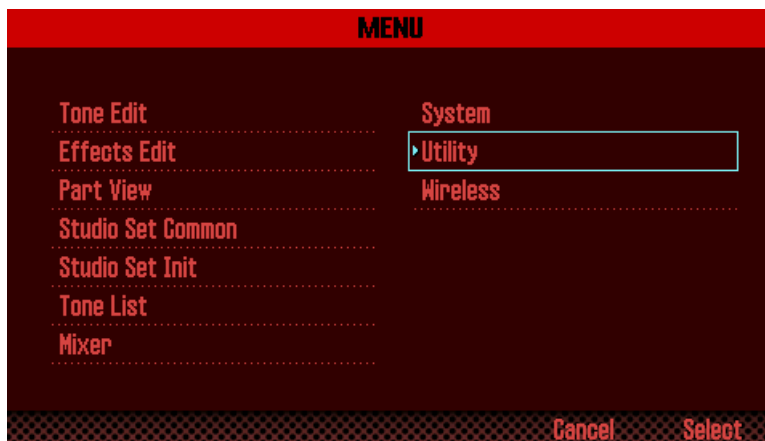 MENU
Tone Edit
Effects Edit
Part View
Studio Set Common
Studio Set Init
Tone List
Mixer
System
Utility
Wireless
Cancel Select